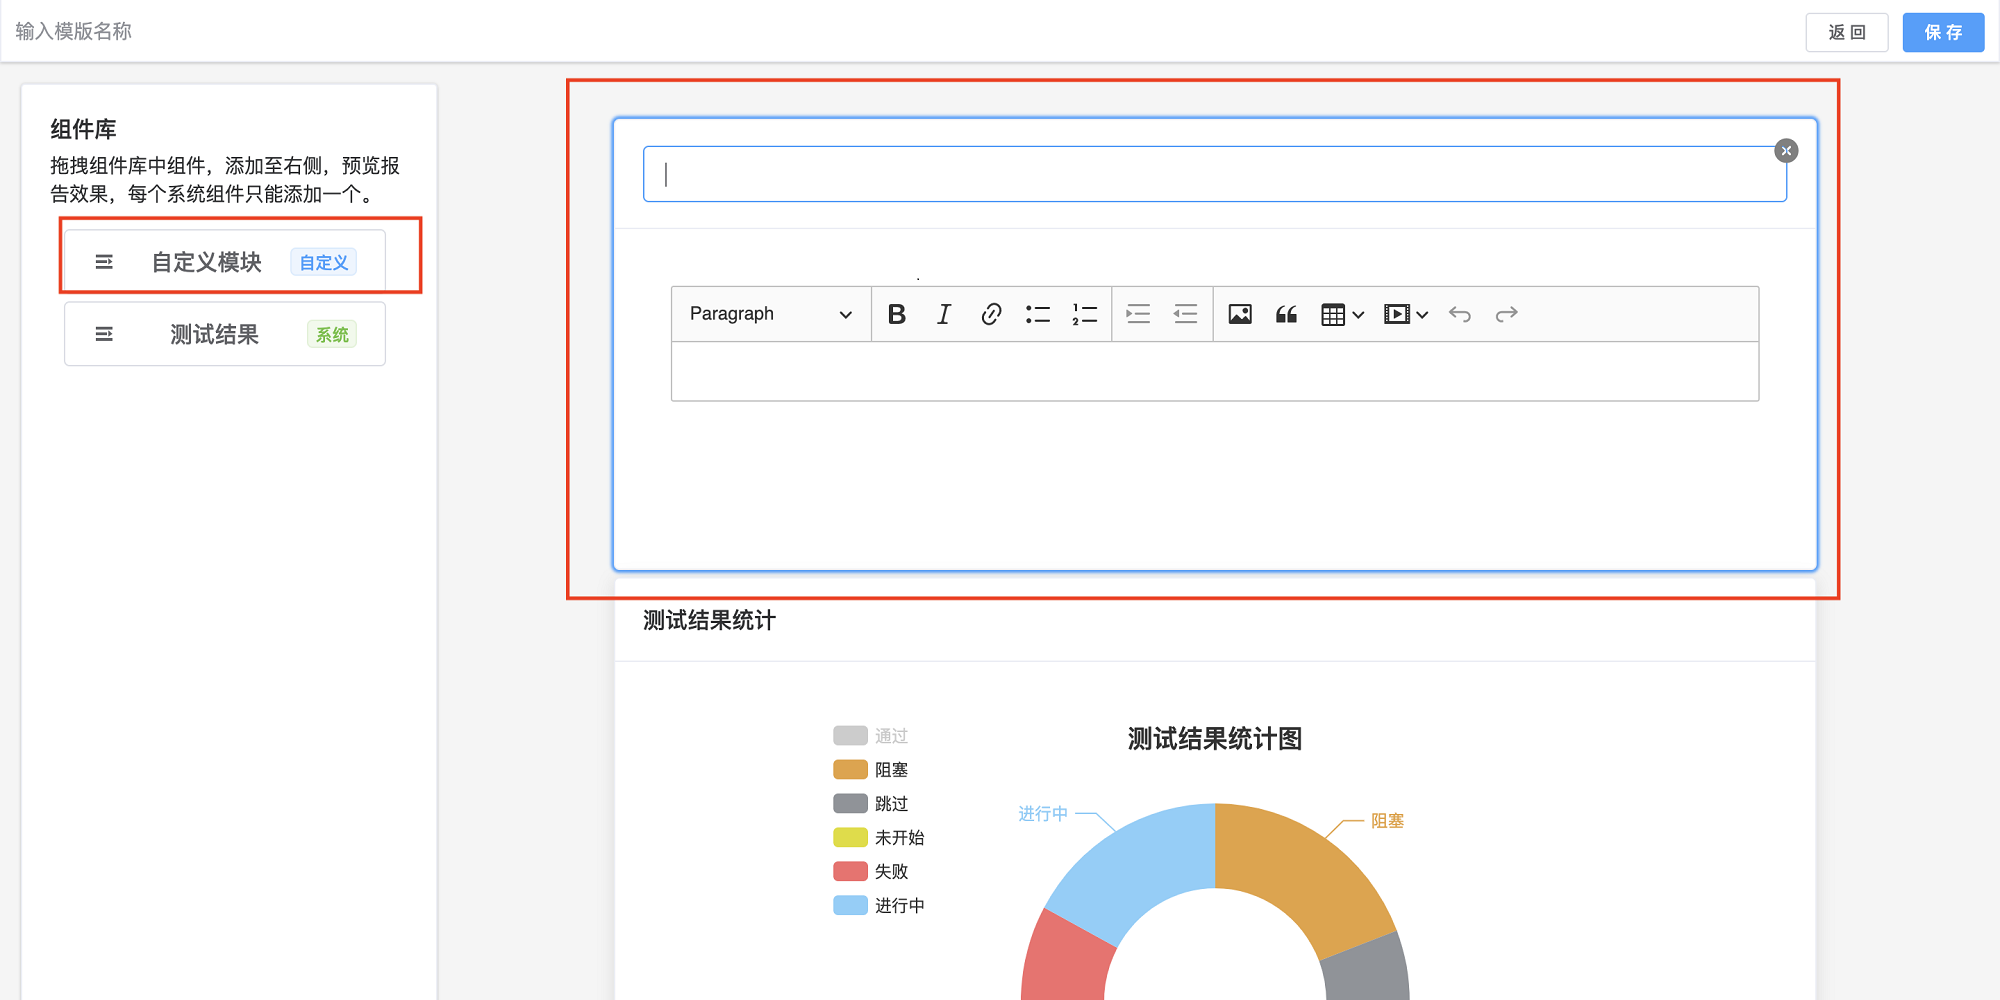 输入模版名称
返回
保存
组件库
拖拽组件库中组件，添加至右侧，预览报
告效果，每个系统组件只能添加一个。
自定义模块 自定义
测试结果 系统
Paragraph
测试结果统计
测试结果统计图
通过
阻塞
跳过
未开始
失败
进行中
进行中
阻塞